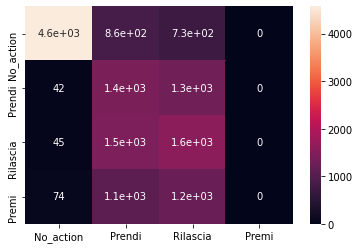 4.6e+03 8.6e+02 7.3e+02 0
42 1.4e+03 1.3e+03 0
45 1.5e+03 1.6e+03 0
74 1.1e+03 1.2e+03 0
No_action
Prendi
Rilascia
Premi
No_action Prendi Rilascia Premi
4000
3000
2000
1000
0